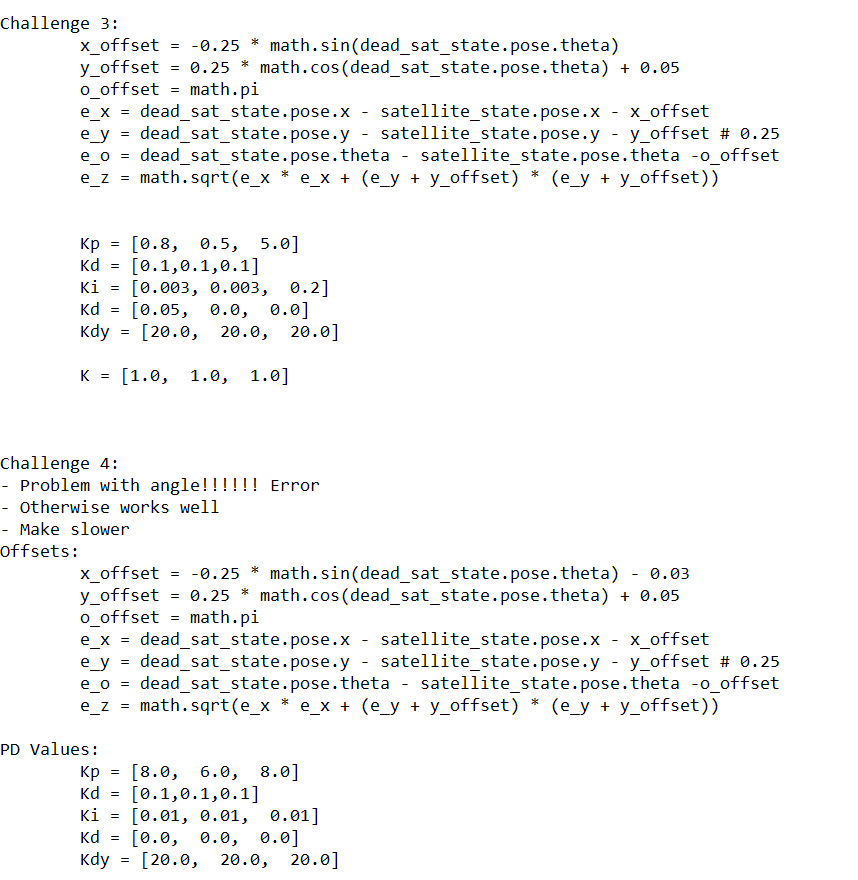 Challenge 3:
x_offset = -0.25 * math.sin(dead_sat_state.pose.theta)
y_offset = 0.25 * math.cos(dead_sat_state.pose.theta) + 0.05
o_offset = math.pi
e_x = dead_sat_state.pose.x - satellite_state.pose.x - x_offset
e_y = dead_sat_state.pose.y - satellite_state.pose.y - y_offset # 0.25
e_o = dead_sat_state.pose.theta - satellite_state.pose.theta -o_offset
e_z = math.sqrt(e_x * e_x + (e_y + y_offset) * (e_y + y_offset))
Kp = [0.8,  0.5,  5.0]
Kd = [0.1,0.1,0.1]
Ki = [0.003, 0.003,  0.2]
Kd = [0.05,  0.0,  0.0]
Kdy = [20.0,  20.0,  20.0]
K = [1.0,  1.0,  1.0]
Challenge 4:
- Problem with angle!!!!!! Error
- Otherwise works well
- Make slower
Offsets:
x_offset = -0.25 * math.sin(dead_sat_state.pose.theta) - 0.03
y_offset = 0.25 * math.cos(dead_sat_state.pose.theta) + 0.05
o_offset = math.pi
e_x = dead_sat_state.pose.x - satellite_state.pose.x - x_offset
e_y = dead_sat_state.pose.y - satellite_state.pose.y - y_offset # 0.25
e_o = dead_sat_state.pose.theta - satellite_state.pose.theta -o_offset
e_z = math.sqrt(e_x * e_x + (e_y + y_offset) * (e_y + y_offset))
PD Values:
Kp = [8.0,  6.0,  8.0]
Kd = [0.1,0.1,0.1]
Ki = [0.01, 0.01,  0.01]
Kd = [0.0,  0.0,  0.0]
Kdy = [20.0,  20.0,  20.0]